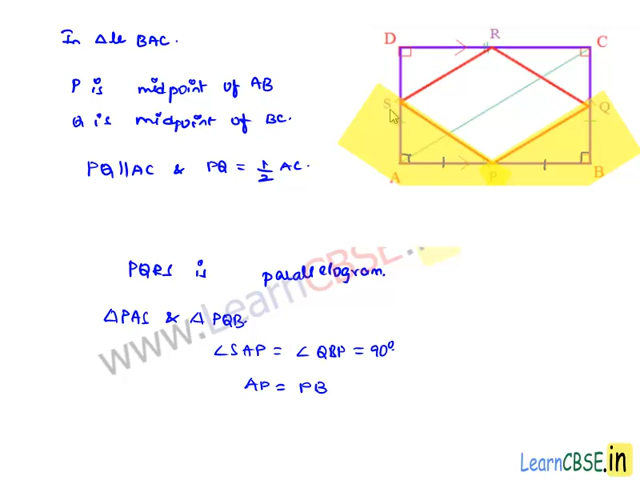 In Δle BAC.
D R C
P is midpoint of AB
S Q
Q is midpoint of BC.
PQ || AC & PQ = 1/2 AC.
A P B
PQRS is parallelogram.
ΔPAS & Δ PQB.
∠SAP = ∠QBP = 90°
AP = PB
www.LearnCBSE.in
LearnCBSE.in